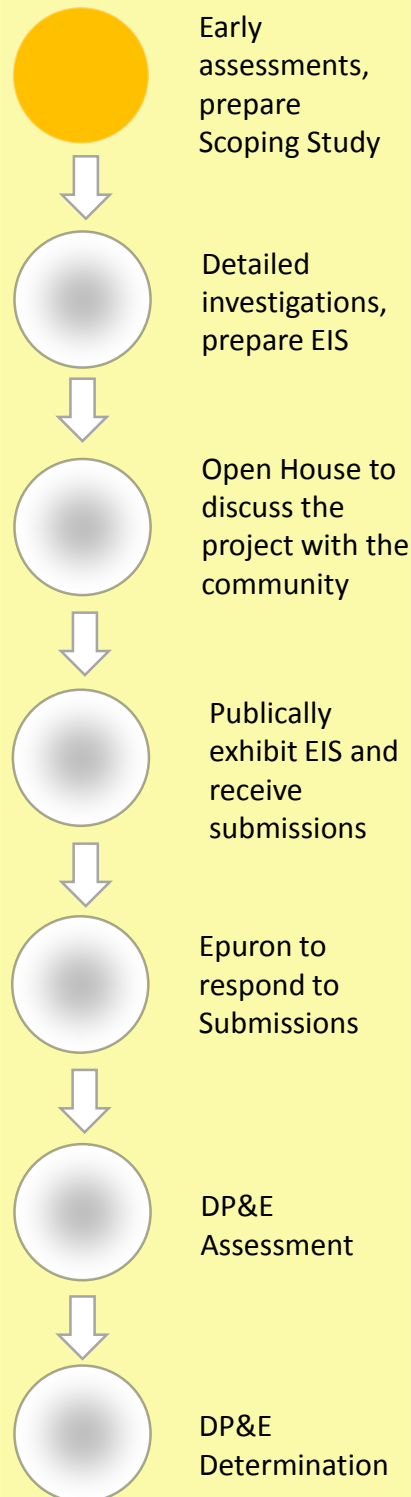 Early
assessments,
prepare
Scoping Study
Detailed
investigations,
prepare EIS
Open House to
discuss the
project with the
community
Publically
exhibit EIS and
receive
submissions
Epuron to
respond to
Submissions
DP&E
Assessment
DP&E
Determination